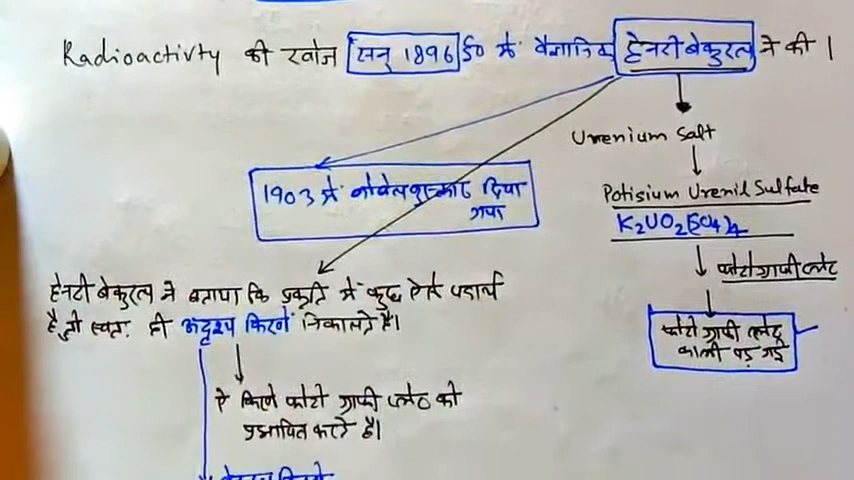 Radioactivty की खोज सन् 1896 ई० में वैज्ञानिक हेनरी बेकुरल ने की।
Urenium Salt
Potisium Urenil Sulfate
K₂UO₂(SO₄)₂
फोटोग्राफी प्लेट
फोटो ग्राफी प्लेट
काली पड़ गई
1903 में नोबेल पुरस्कार दिया
गया
हेनरी बेकुरल ने बताया कि प्रकृति में कुछ ऐसे पदार्थ
है, जो स्वतः ही अदृश्य किरणें निकालते है।
ये किरणे फोटो ग्राफी प्लेट को
प्रभावित करते है।